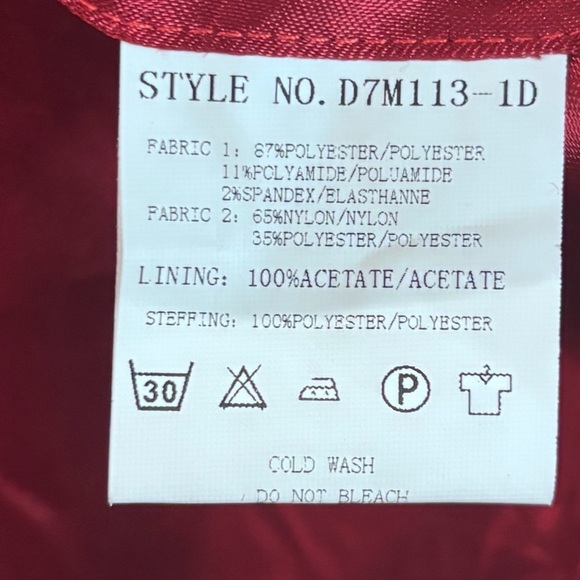 STYLE NO. D7M113-1D
FABRIC 1: 87%POLYESTER/POLYESTER
11%POLYAMIDE/POLUAMIDE
2%SPANDEX/ELASTHANNE
FABRIC 2: 65%NYLON/NYLON
35%POLYESTER/POLYESTER
LINING: 100%ACETATE/ACETATE
STEFFING: 100%POLYESTER/POLYESTER
30 P
COLD WASH
DO NOT BLEACH